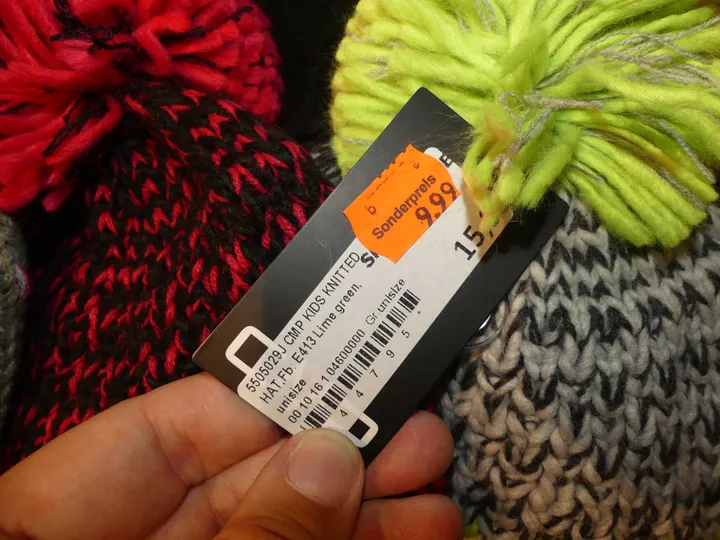 b
Sonderpreis
9.99
15,
5505029J CMP KIDS KNITTED
HAT,Fb. E413 Lime green,
unisize
00 10 16 1 04600000 Gr unisize
4 4 7 9 5